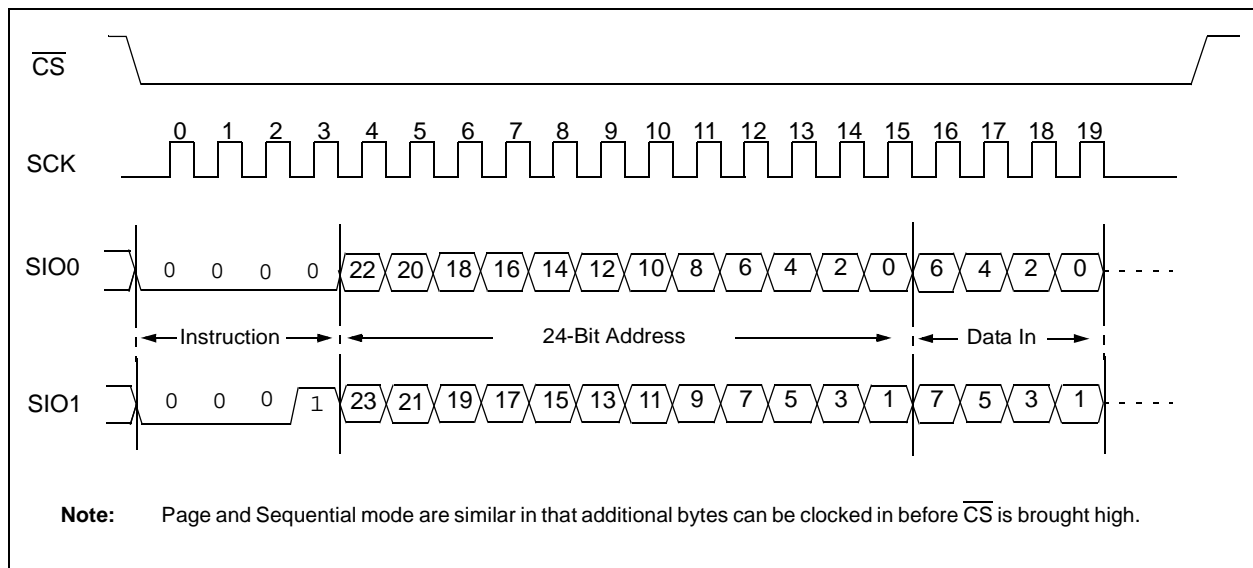 CS
0 1 2 3 4 5 6 7 8 9 10 11 12 13 14 15 16 17 18 19
SCK
SIO0 0 0 0 0 22 20 18 16 14 12 10 8 6 4 2 0 6 4 2 0
Instruction 24-Bit Address Data In
SIO1 0 0 0 1 23 21 19 17 15 13 11 9 7 5 3 1 7 5 3 1
Note: Page and Sequential mode are similar in that additional bytes can be clocked in before CS is brought high.